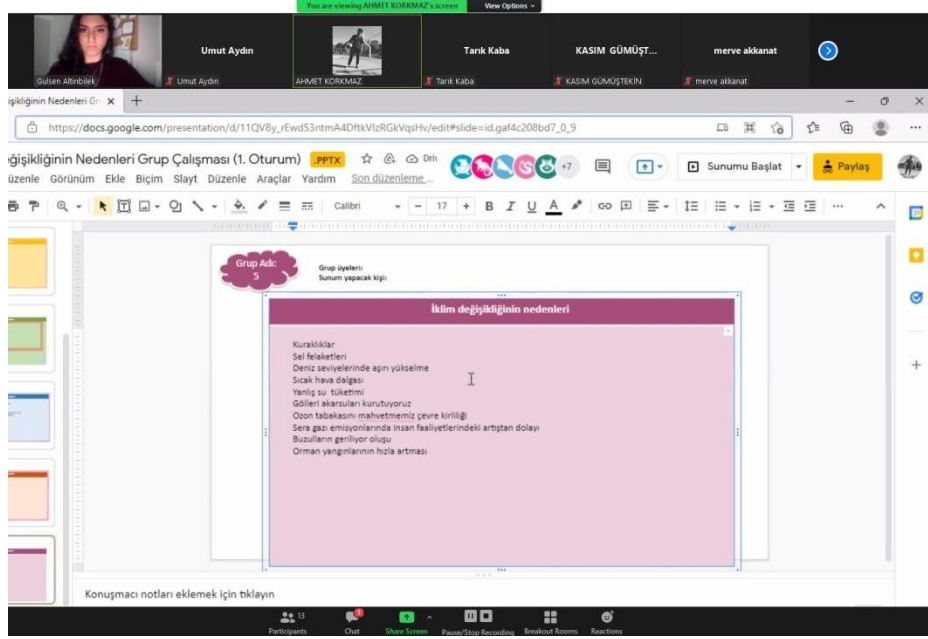 You are viewing AHMET KORKMAZ's screen
View Options
Gulsen Altinbilek
Umut Aydın
Umut Aydın
AHMET KORKMAZ
Tarık Kaba
Tarık Kaba
KASIM GÜMÜŞT...
KASIM GÜMÜŞTEKİN
merve akkanat
merve akkanat
işikliğinin Nedenleri Gr
https://docs.google.com/presentation/d/11QVBy_rEwd53ntmA4DftkVlzRGkVqsHv/edit#slide=id.gaf4c208bd7_0_9
eğişikliğinin Nedenleri Grup Çalışması (1. Oturum) .PPTX
+7
Sunumu Başlat
Paylaş
üzenle Görünüm Ekle Biçim Slayt Düzenle Araçlar Yardım Son düzenleme...
Calibri
17
B I U A
Grup Adı:
5
Grup üyeleri:
Sunum yapacak kişi:
İklim değişikliğinin nedenleri
Kuraklıklar
Sel felaketleri
Deniz seviyelerinde aşırı yükselme
Sıcak hava dalgası
Yanlış su tüketimi
Gölleri akarsuları kurutuyoruz
Ozon tabakasını mahvetmemiz çevre kirliliği
Sera gazı emisyonlarında insan faaliyetlerindeki artıştan dolayı
Buzulların geriliyor oluşu
Orman yangınlarının hızla artması
Konuşmacı notları eklemek için tıklayın
13
Participants
1
Chat
Share Screen
Pause/Stop Recording
Breakout Rooms
Reactions